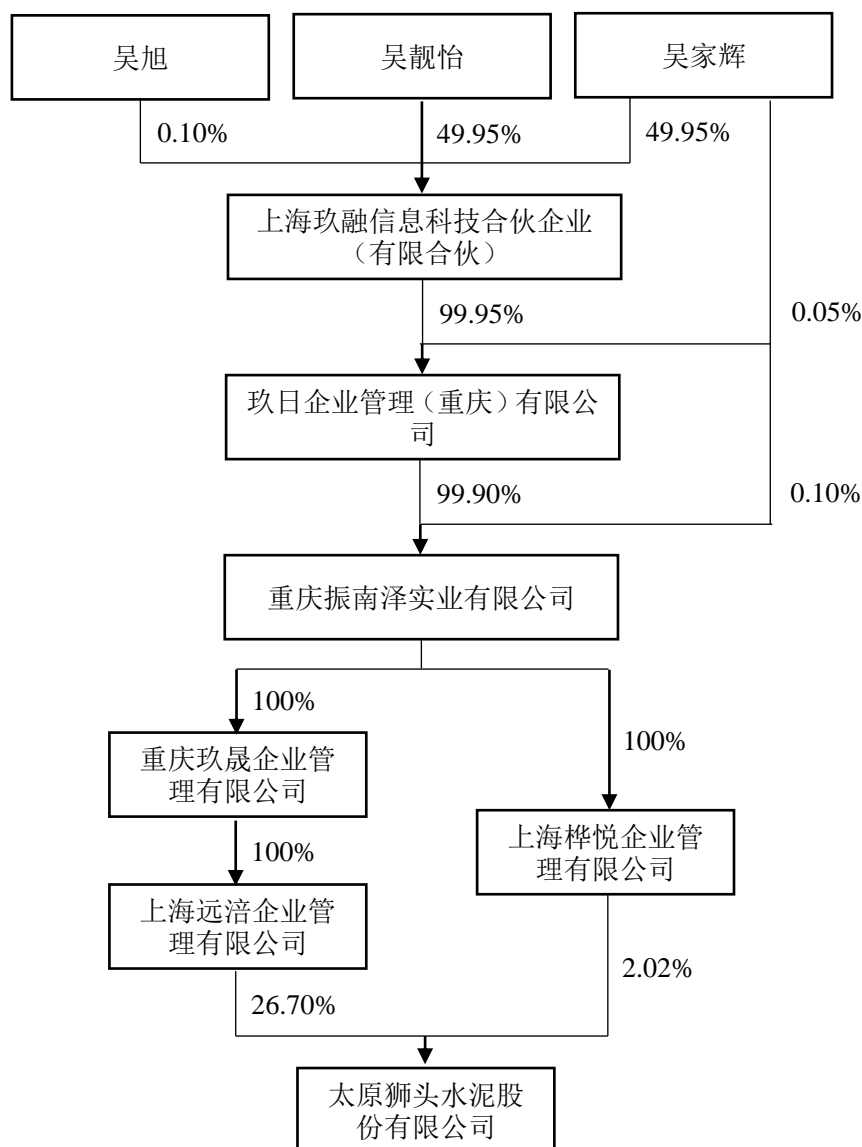 吴旭
吴靓怡
吴家辉
0.10%
49.95%
49.95%
上海玖融信息科技合伙企业
（有限合伙）
99.95%
0.05%
玖日企业管理（重庆）有限公
司
99.90%
0.10%
重庆振南泽实业有限公司
100%
100%
重庆玖晟企业管
理有限公司
上海桦悦企业管
理有限公司
100%
上海远涪企业管
理有限公司
2.02%
26.70%
太原狮头水泥股
份有限公司